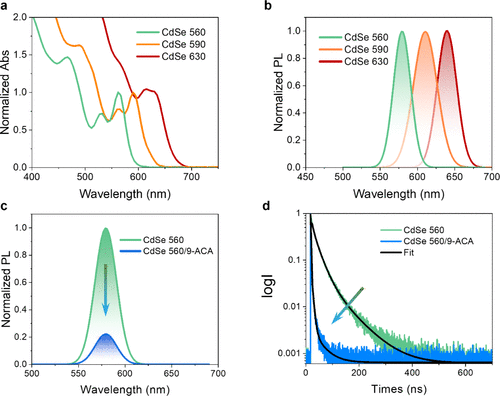 a
2.0
1.5
1.0
0.5
0.0
Normalized Abs
CdSe 560
CdSe 590
CdSe 630
400
500
600
700
Wavelength (nm)
b
1.0
0.8
0.6
0.4
0.2
0.0
Normalized PL
CdSe 560
CdSe 590
CdSe 630
450
500
550
600
650
700
Wavelength (nm)
c
1.0
0.8
0.6
0.4
0.2
0.0
Normalized PL
CdSe 560
CdSe 560/9-ACA
500
550
600
650
690
Wavelength (nm)
d
1
0.1
0.01
0.001
logI
CdSe 560
CdSe 560/9-ACA
Fit
0
200
400
600
Times (ns)